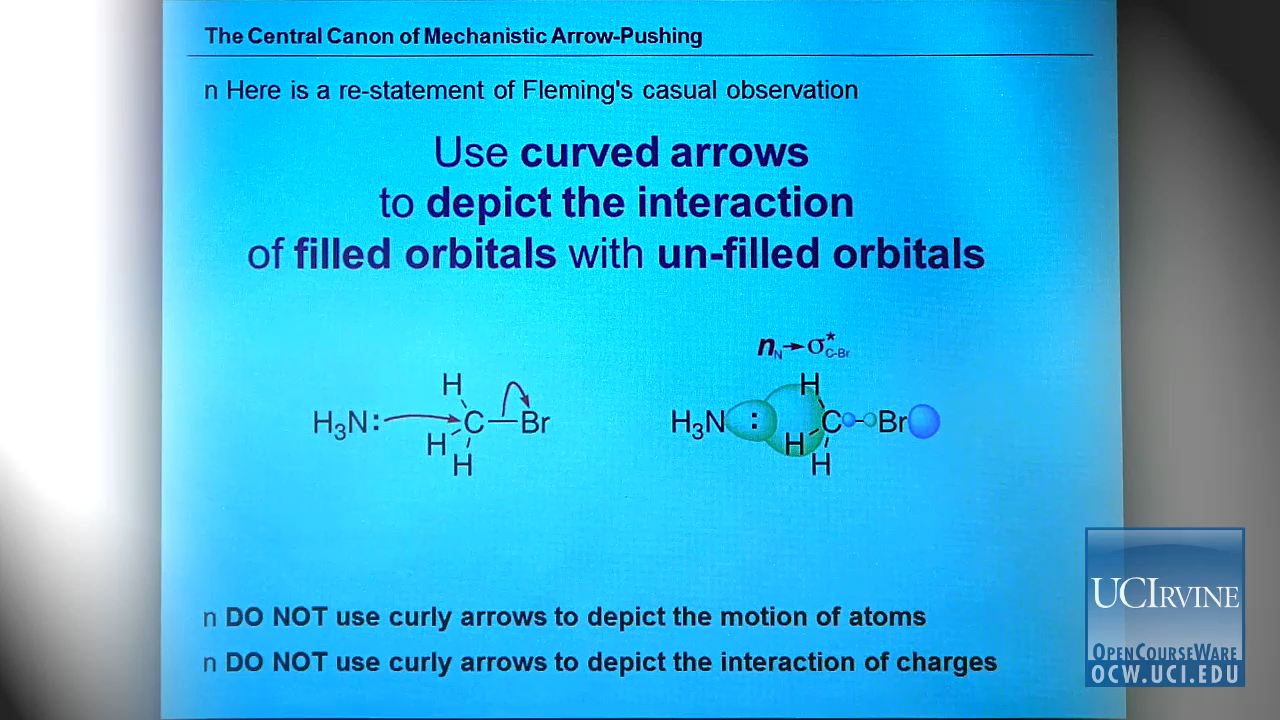 The Central Canon of Mechanistic Arrow-Pushing
n Here is a re-statement of Fleming's casual observation
Use curved arrows
to depict the interaction
of filled orbitals with un-filled orbitals
n_N→σ*_C-Br
H
H₃N: C—Br
H
H
H
H₃N : C Br
H
H
n DO NOT use curly arrows to depict the motion of atoms
n DO NOT use curly arrows to depict the interaction of charges
UCIRVINE
OPENCOURSEWARE
OCW.UCI.EDU